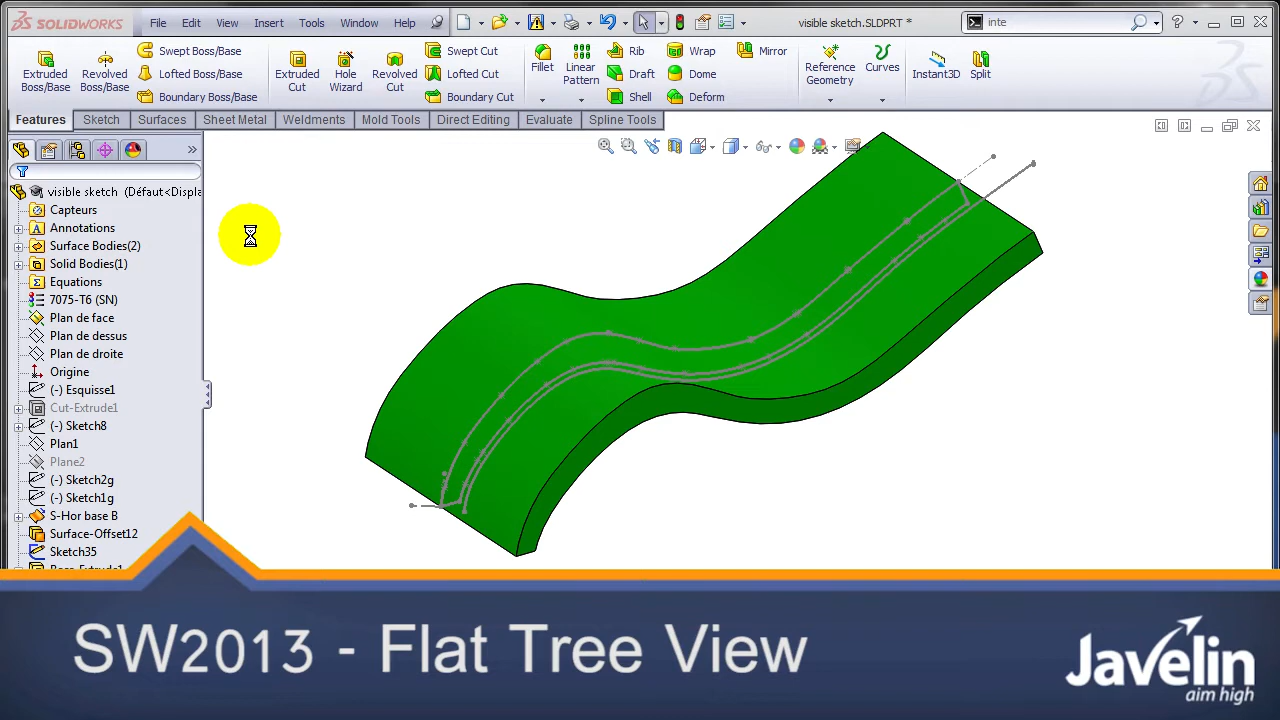 SOLIDWORKS File Edit View Insert Tools Window Help visible sketch.SLDPRT * inte
Extruded Boss/Base
Revolved Boss/Base
Swept Boss/Base
Lofted Boss/Base
Boundary Boss/Base
Extruded Cut
Hole Wizard
Revolved Cut
Swept Cut
Lofted Cut
Boundary Cut
Fillet
Linear Pattern
Rib
Draft
Shell
Wrap
Dome
Deform
Mirror
Reference Geometry
Curves
Instant3D
Split
Features Sketch Surfaces Sheet Metal Weldments Mold Tools Direct Editing Evaluate Spline Tools
visible sketch (Défaut<Displa
Capteurs
Annotations
Surface Bodies(2)
Solid Bodies(1)
Equations
7075-T6 (SN)
Plan de face
Plan de dessus
Plan de droite
Origine
(-) Esquisse1
Cut-Extrude1
(-) Sketch8
Plan1
Plane2
(-) Sketch2g
(-) Sketch1g
S-Hor base B
Surface-Offset12
Sketch35
SW2013 - Flat Tree View
Javelin
aim high